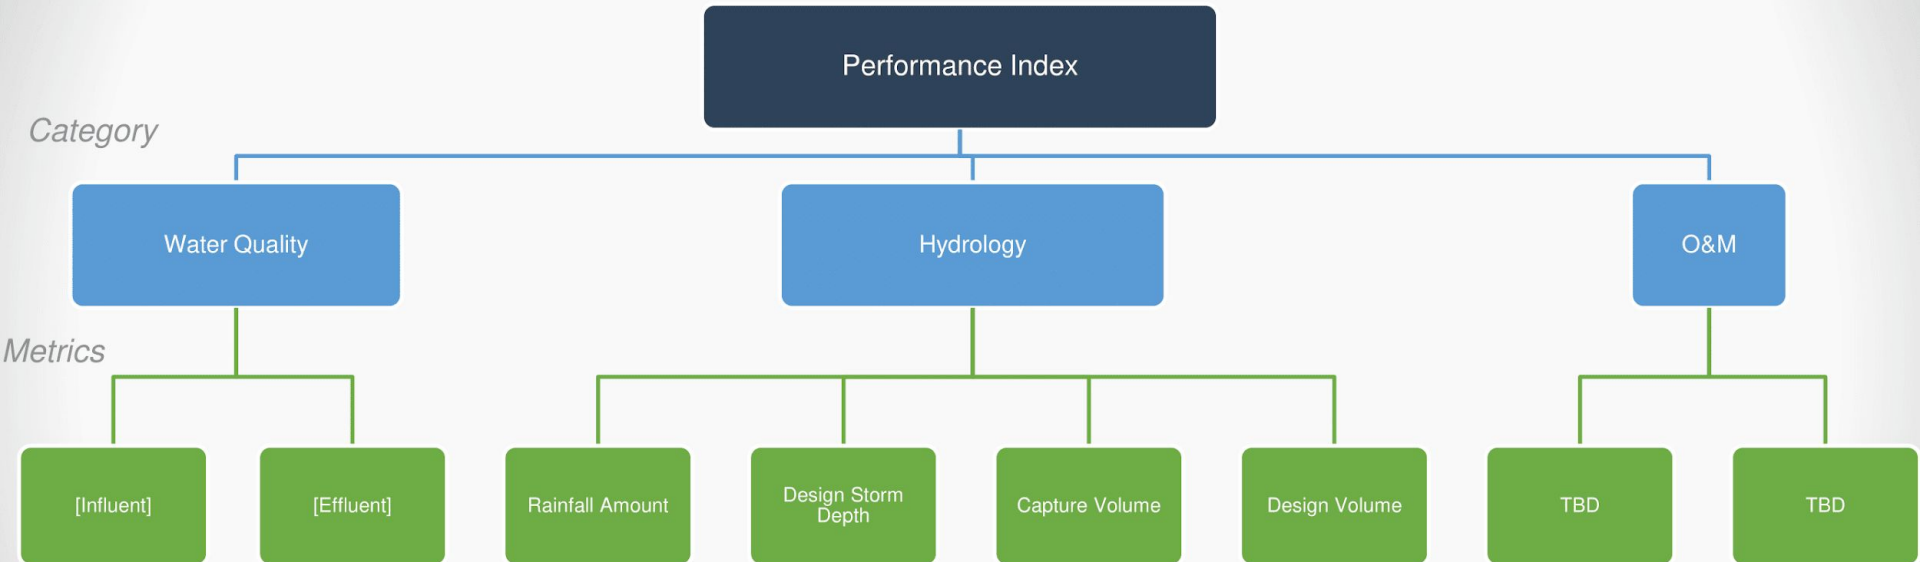 Performance Index
Category
Water Quality
Hydrology
O&M
Metrics
[Influent]
[Effluent]
Rainfall Amount
Design Storm
Depth
Capture Volume
Design Volume
TBD
TBD